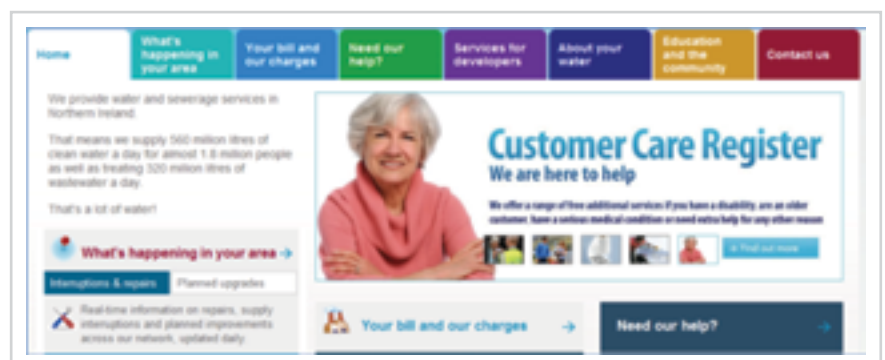 Home
What's
happening in
your area
Your bill and
our charges
Need our
help?
Services for
developers
About your
water
Education
and the
community
Contact us
We provide water and sewerage services in
Northern Ireland.
That means we supply 560 million litres of
clean water a day for almost 1.8 million people
as well as treating 320 million litres of
wastewater a day.
That's a lot of water!
What's happening in your area
Interruptions & repairs
Planned upgrades
Real-time information on repairs, supply
interruptions and planned improvements
across our network, updated daily.
Customer Care Register
We are here to help
We offer a range of free additional services if you have a disability, are an older
customer, have a serious medical condition or need extra help for any other reason
Find out more
Your bill and our charges
Need our help?